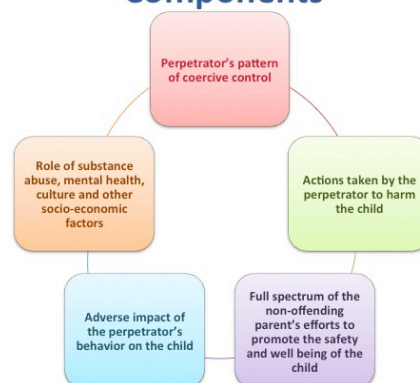 Components
Perpetrator's pattern
of coercive control
Role of substance
abuse, mental health,
culture and other
socio-economic
factors
Actions taken by the
perpetrator to harm
the child
Adverse impact of
the perpetrator's
behavior on the child
Full spectrum of the
non-offending
parent's efforts to
promote the safety
and well being of the
child